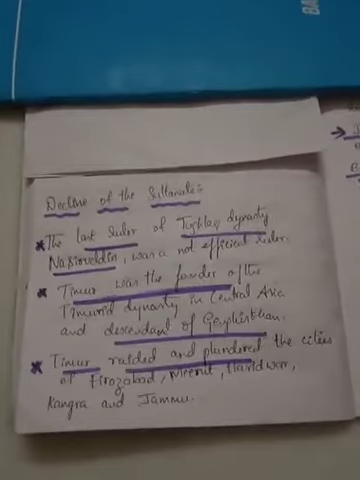 BA
Decline of the Sultanate :
* The last ruler of Tughlaq dynasty
Nasiruddin, was a not efficient ruler.
* Timur was the founder of the
Timurid dynasty in Central Asia
and descendant of
* Timur raided and plundered the cities
of Firozabad, Meerut, Haridwar,
Kangra and Jammu.